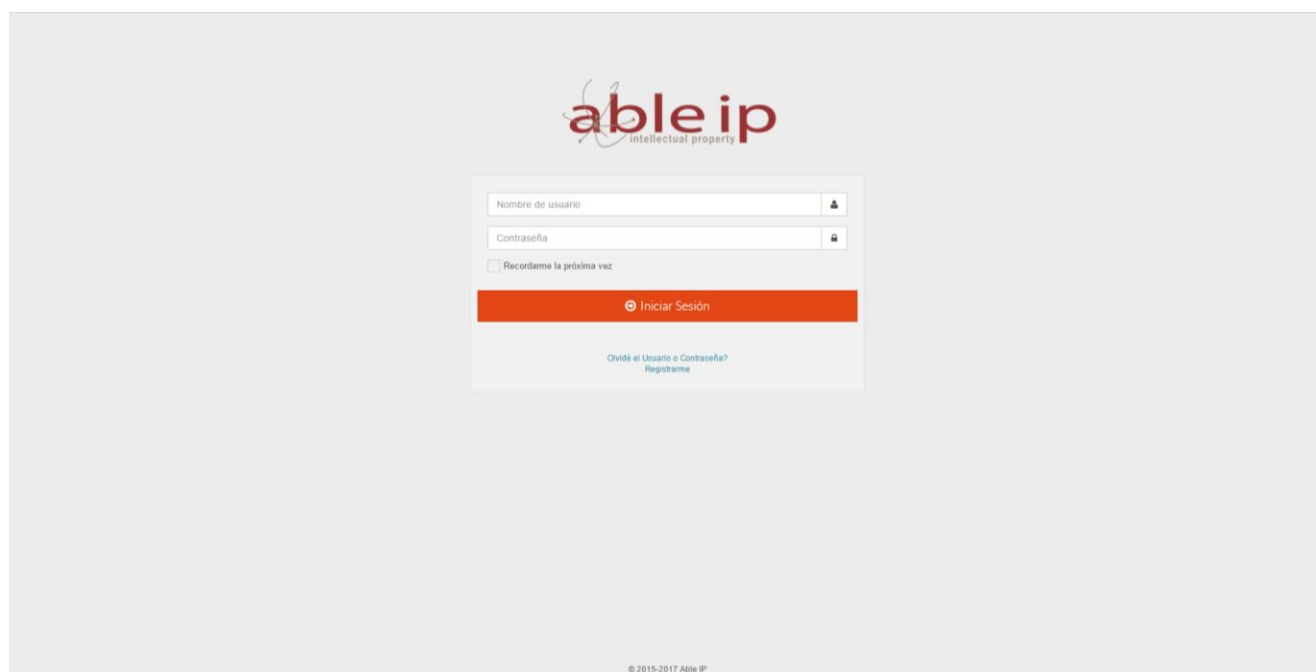 able ip
intellectual property
Nombre de usuario
Contraseña
Recordarme la próxima vez
Iniciar Sesión
Olvidé el Usuario o Contraseña?
Registrarme
© 2015-2017 Able IP